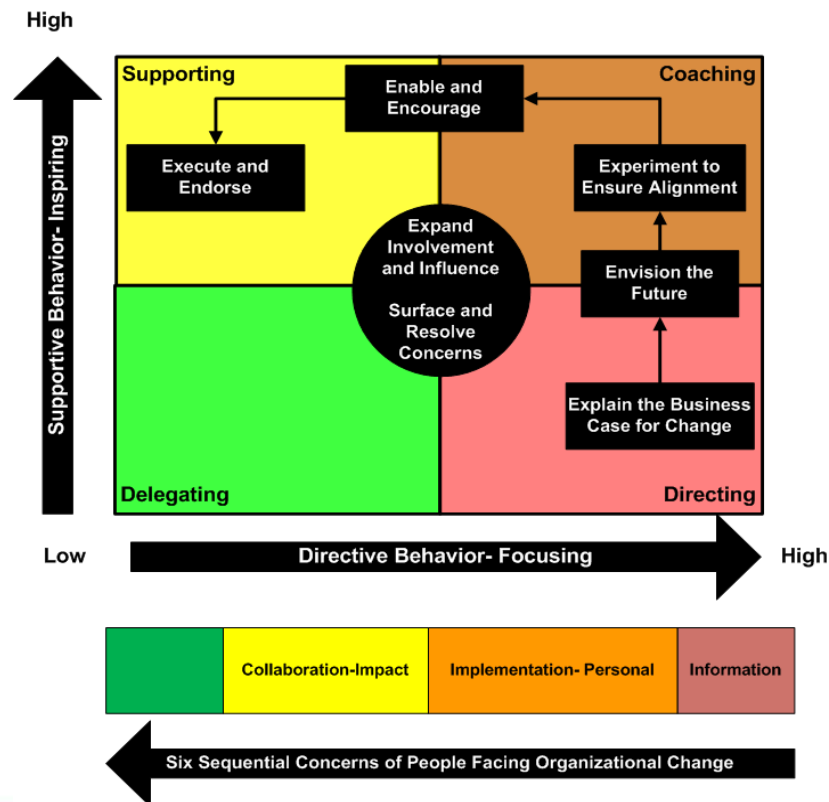 High
Supporting
Coaching
Enable and
Encourage
Execute and
Endorse
Experiment to
Ensure Alignment
Supportive Behavior- Inspiring
Expand
Involvement
and Influence
Surface and
Resolve
Concerns
Envision the
Future
Explain the Business
Case for Change
Delegating
Directing
Low
Directive Behavior- Focusing
High
Collaboration-Impact
Implementation- Personal
Information
Six Sequential Concerns of People Facing Organizational Change